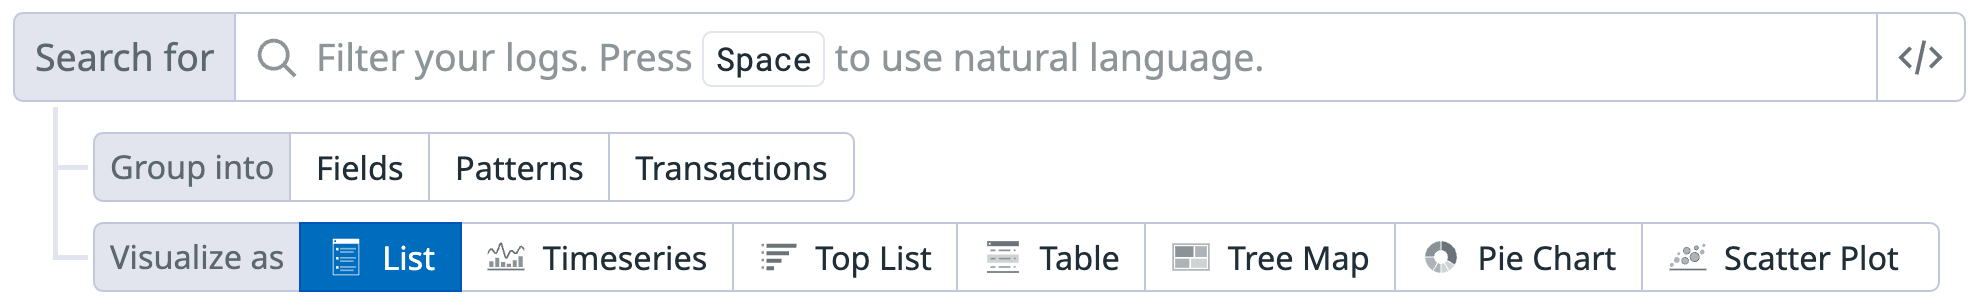 Search for Filter your logs. Press Space to use natural language. </>
Group into Fields Patterns Transactions
Visualize as List Timeseries Top List Table Tree Map Pie Chart Scatter Plot